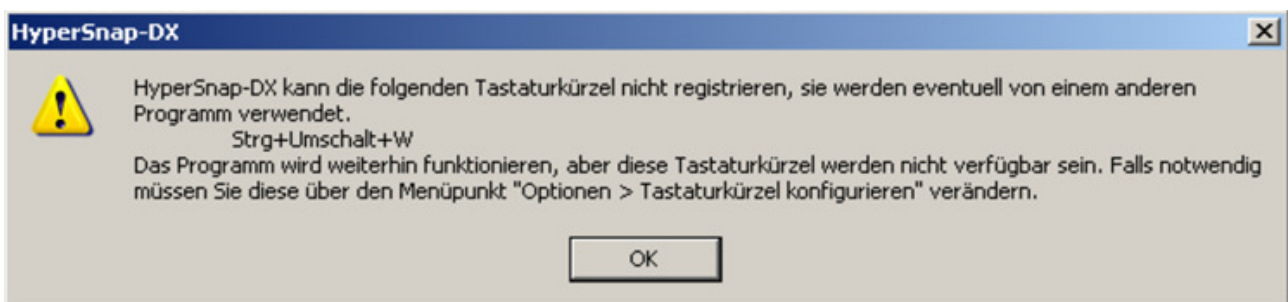 HyperSnap-DX
HyperSnap-DX kann die folgenden Tastaturkürzel nicht registrieren, sie werden eventuell von einem anderen
Programm verwendet.
Strg+Umschalt+W
Das Programm wird weiterhin funktionieren, aber diese Tastaturkürzel werden nicht verfügbar sein. Falls notwendig
müssen Sie diese über den Menüpunkt "Optionen > Tastaturkürzel konfigurieren" verändern.
OK